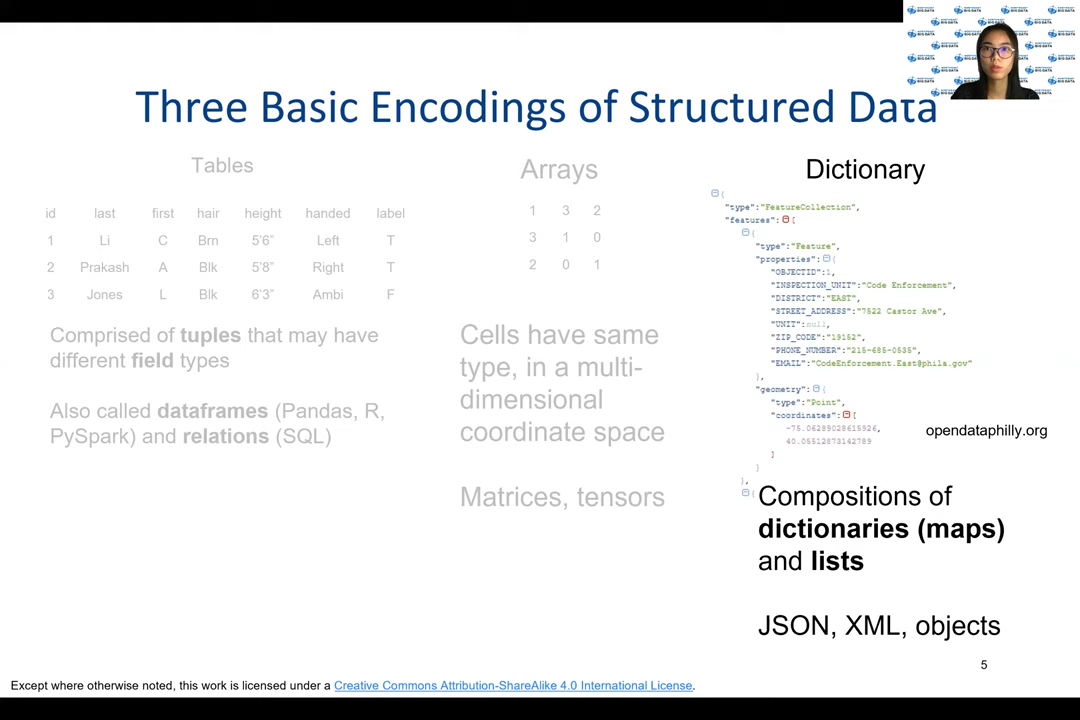 BIG DATA
Three Basic Encodings of Structured Data
Tables
id last first hair height handed label
1 Li C Brn 5’6” Left T
2 Prakash A Blk 5’8” Right T
3 Jones L Blk 6’3” Ambi F
Comprised of tuples that may have
different field types
Also called dataframes (Pandas, R,
PySpark) and relations (SQL)
Arrays
1 3 2
3 1 0
2 0 1
Cells have same
type, in a multi-
dimensional
coordinate space
Matrices, tensors
Dictionary
{
"type":"FeatureCollection",
"features":[
{
"type":"Feature",
"properties":{
"OBJECTID":1,
"INSPECTION_UNIT":"Code Enforcement",
"DISTRICT":"EAST",
"STREET_ADDRESS":"7522 Castor Ave",
"UNIT":null,
"ZIP_CODE":"19152",
"PHONE_NUMBER":"215-685-0535",
"EMAIL":"CodeEnforcement.East@phila.gov"
},
"geometry":{
"type":"Point",
"coordinates":[
-75.06289028615926,
40.05512873142789
]
}
},
{
opendataphilly.org
Compositions of
dictionaries (maps)
and lists
JSON, XML, objects
5
Except where otherwise noted, this work is licensed under a Creative Commons Attribution-ShareAlike 4.0 International License.